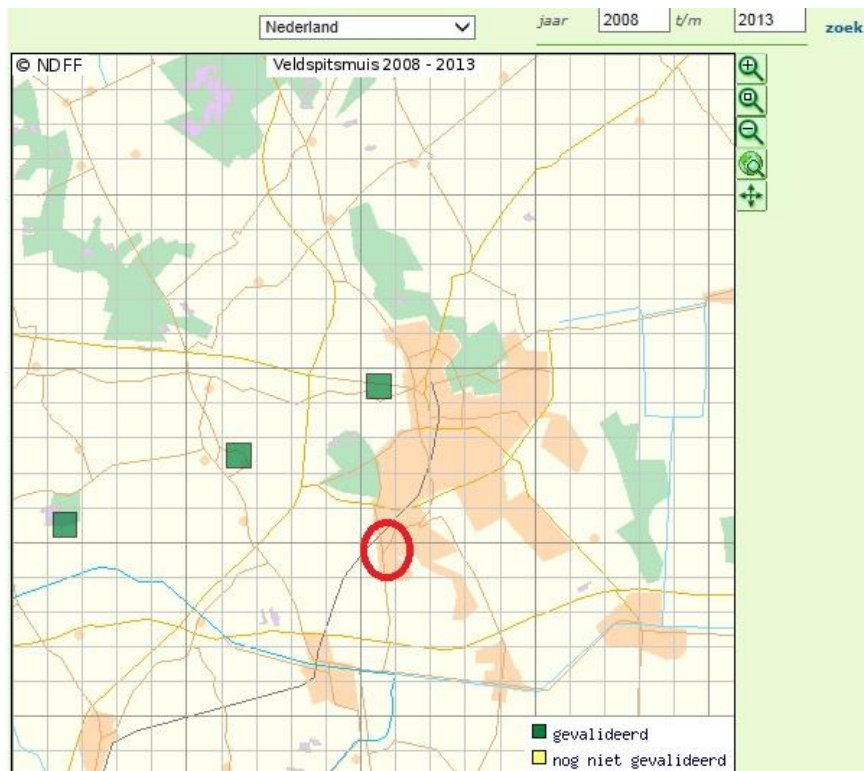 Nederland jaar 2008 t/m 2013 zoek
© NDFF Veldspitsmuis 2008 - 2013
gevalideerd
nog niet gevalideerd